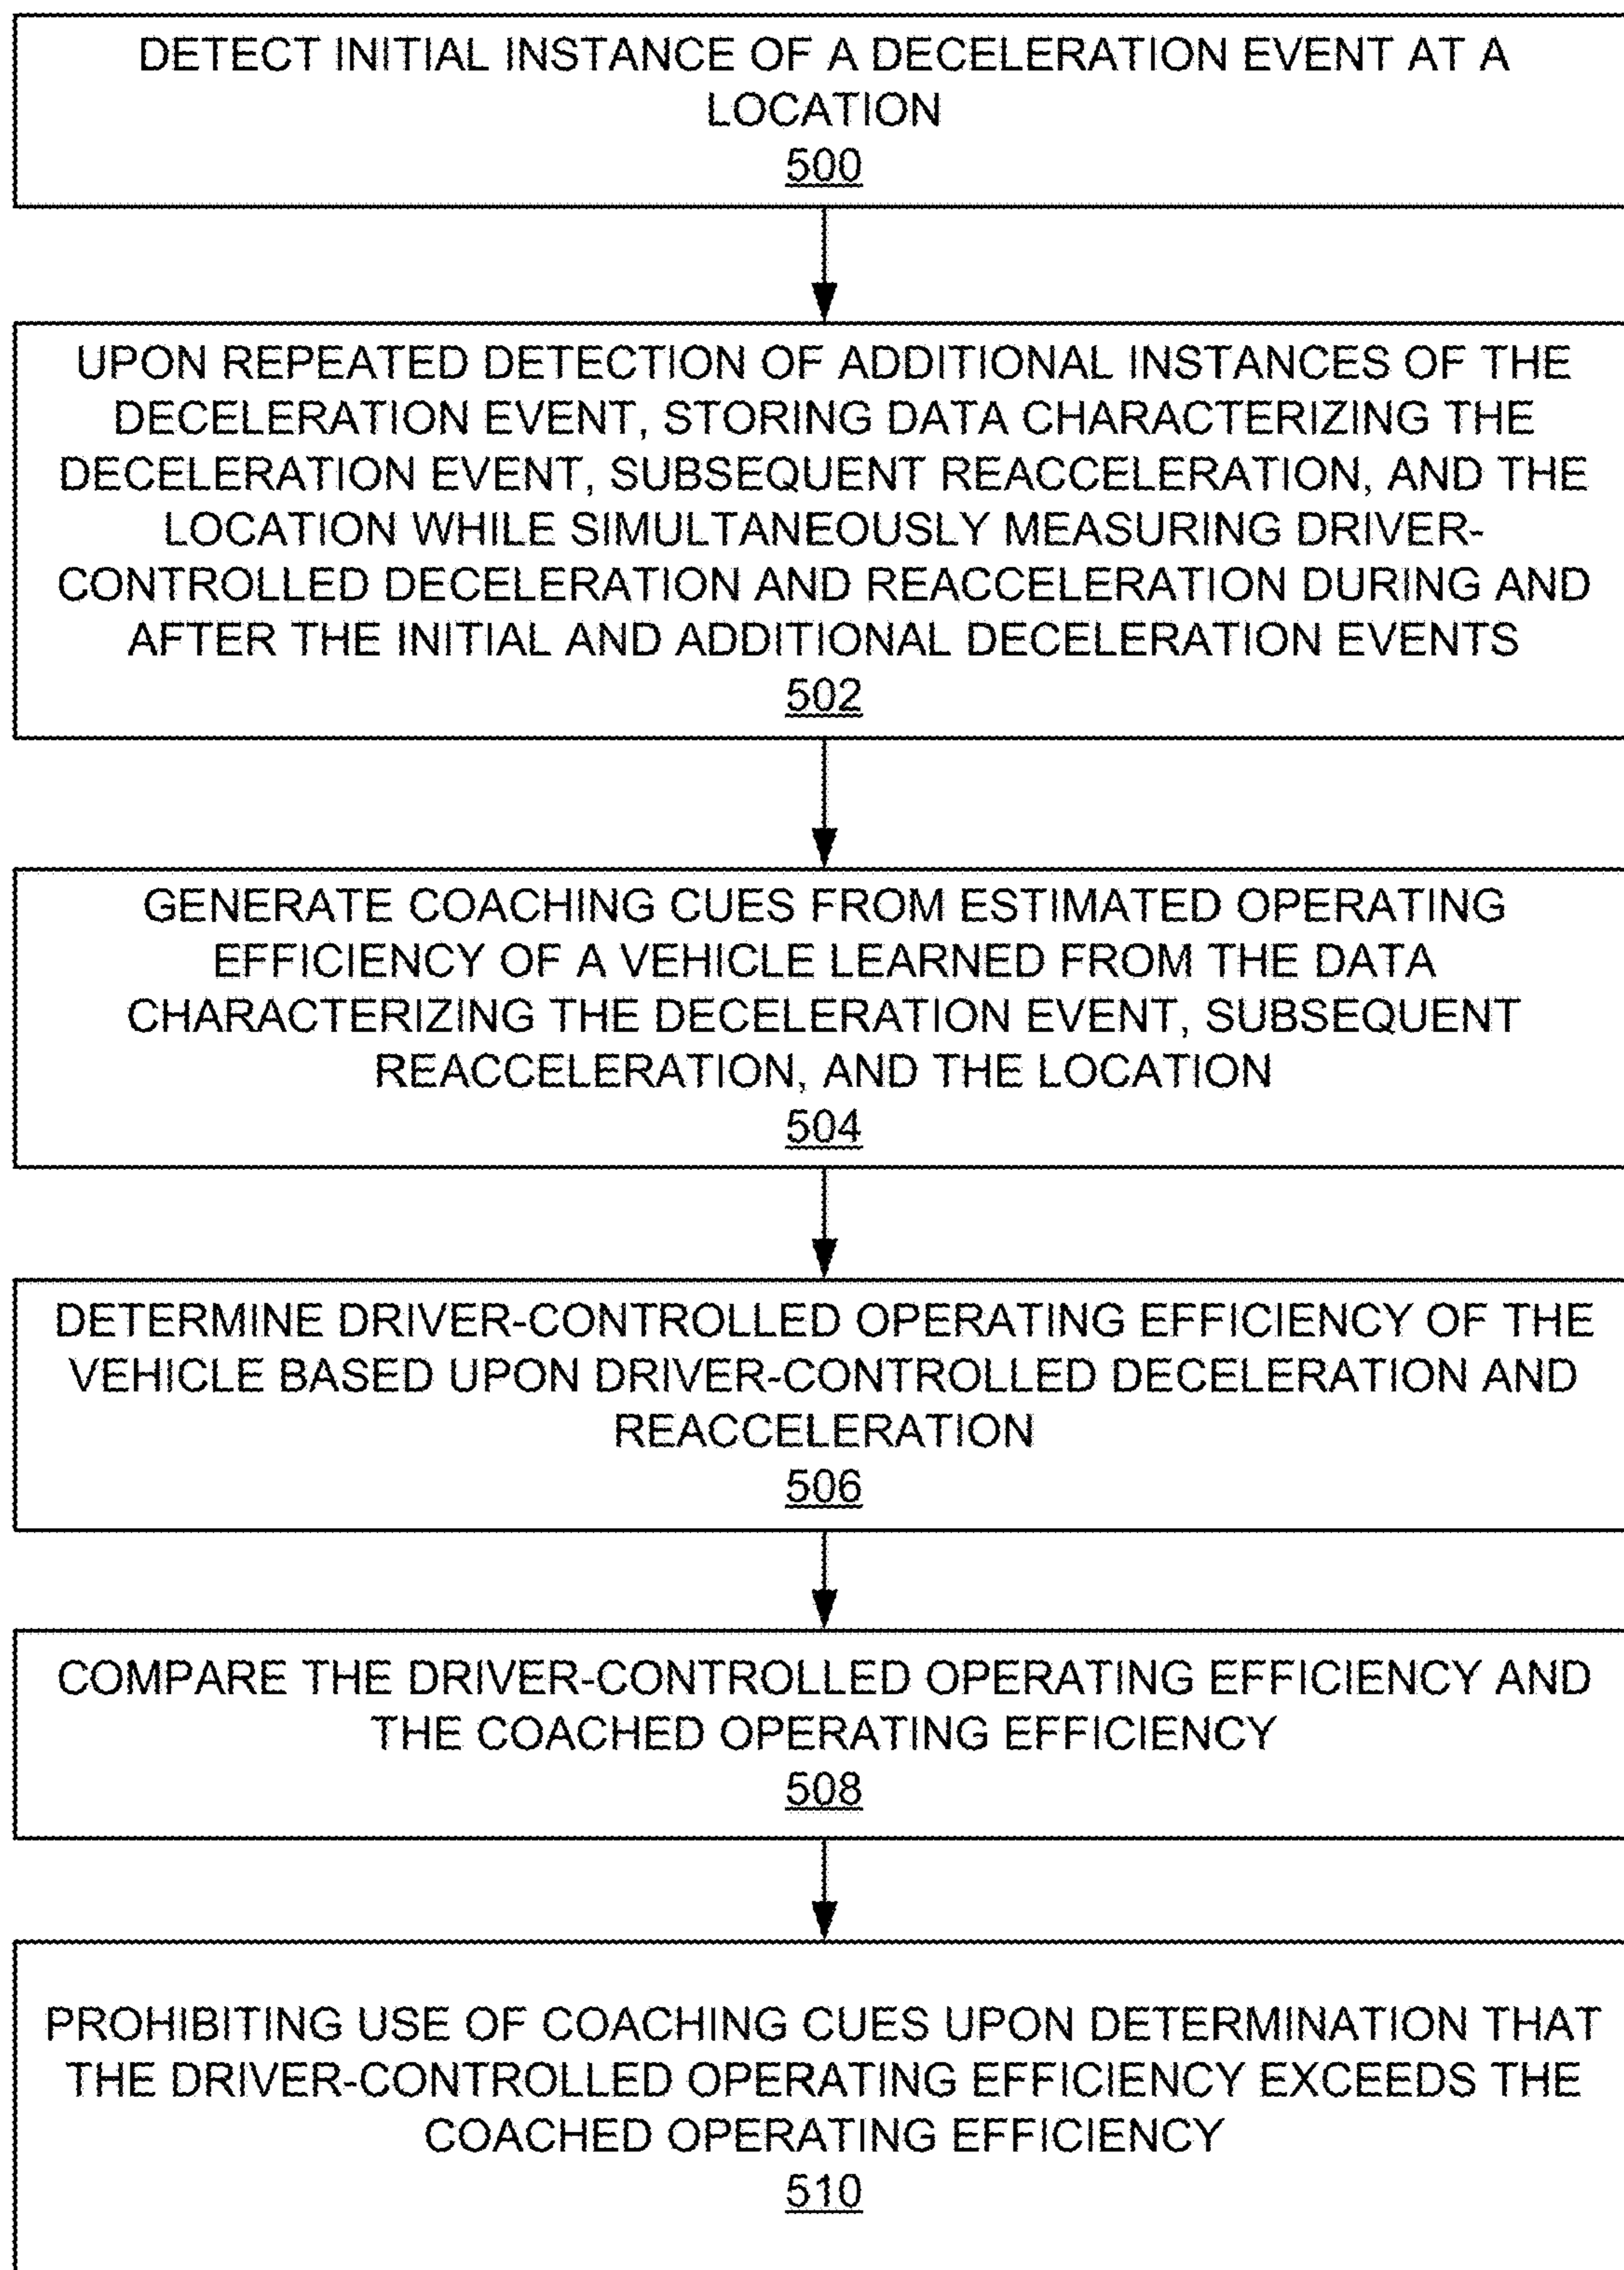 DETECT INITIAL INSTANCE OF A DECELERATION EVENT AT A
LOCATION
500
UPON REPEATED DETECTION OF ADDITIONAL INSTANCES OF THE
DECELERATION EVENT, STORING DATA CHARACTERIZING THE
DECELERATION EVENT, SUBSEQUENT REACCELERATION, AND THE
LOCATION WHILE SIMULTANEOUSLY MEASURING DRIVER-
CONTROLLED DECELERATION AND REACCELERATION DURING AND
AFTER THE INITIAL AND ADDITIONAL DECELERATION EVENTS
502
GENERATE COACHING CUES FROM ESTIMATED OPERATING
EFFICIENCY OF A VEHICLE LEARNED FROM THE DATA
CHARACTERIZING THE DECELERATION EVENT, SUBSEQUENT
REACCELERATION, AND THE LOCATION
504
DETERMINE DRIVER-CONTROLLED OPERATING EFFICIENCY OF THE
VEHICLE BASED UPON DRIVER-CONTROLLED DECELERATION AND
REACCELERATION
506
COMPARE THE DRIVER-CONTROLLED OPERATING EFFICIENCY AND
THE COACHED OPERATING EFFICIENCY
508
PROHIBITING USE OF COACHING CUES UPON DETERMINATION THAT
THE DRIVER-CONTROLLED OPERATING EFFICIENCY EXCEEDS THE
COACHED OPERATING EFFICIENCY
510